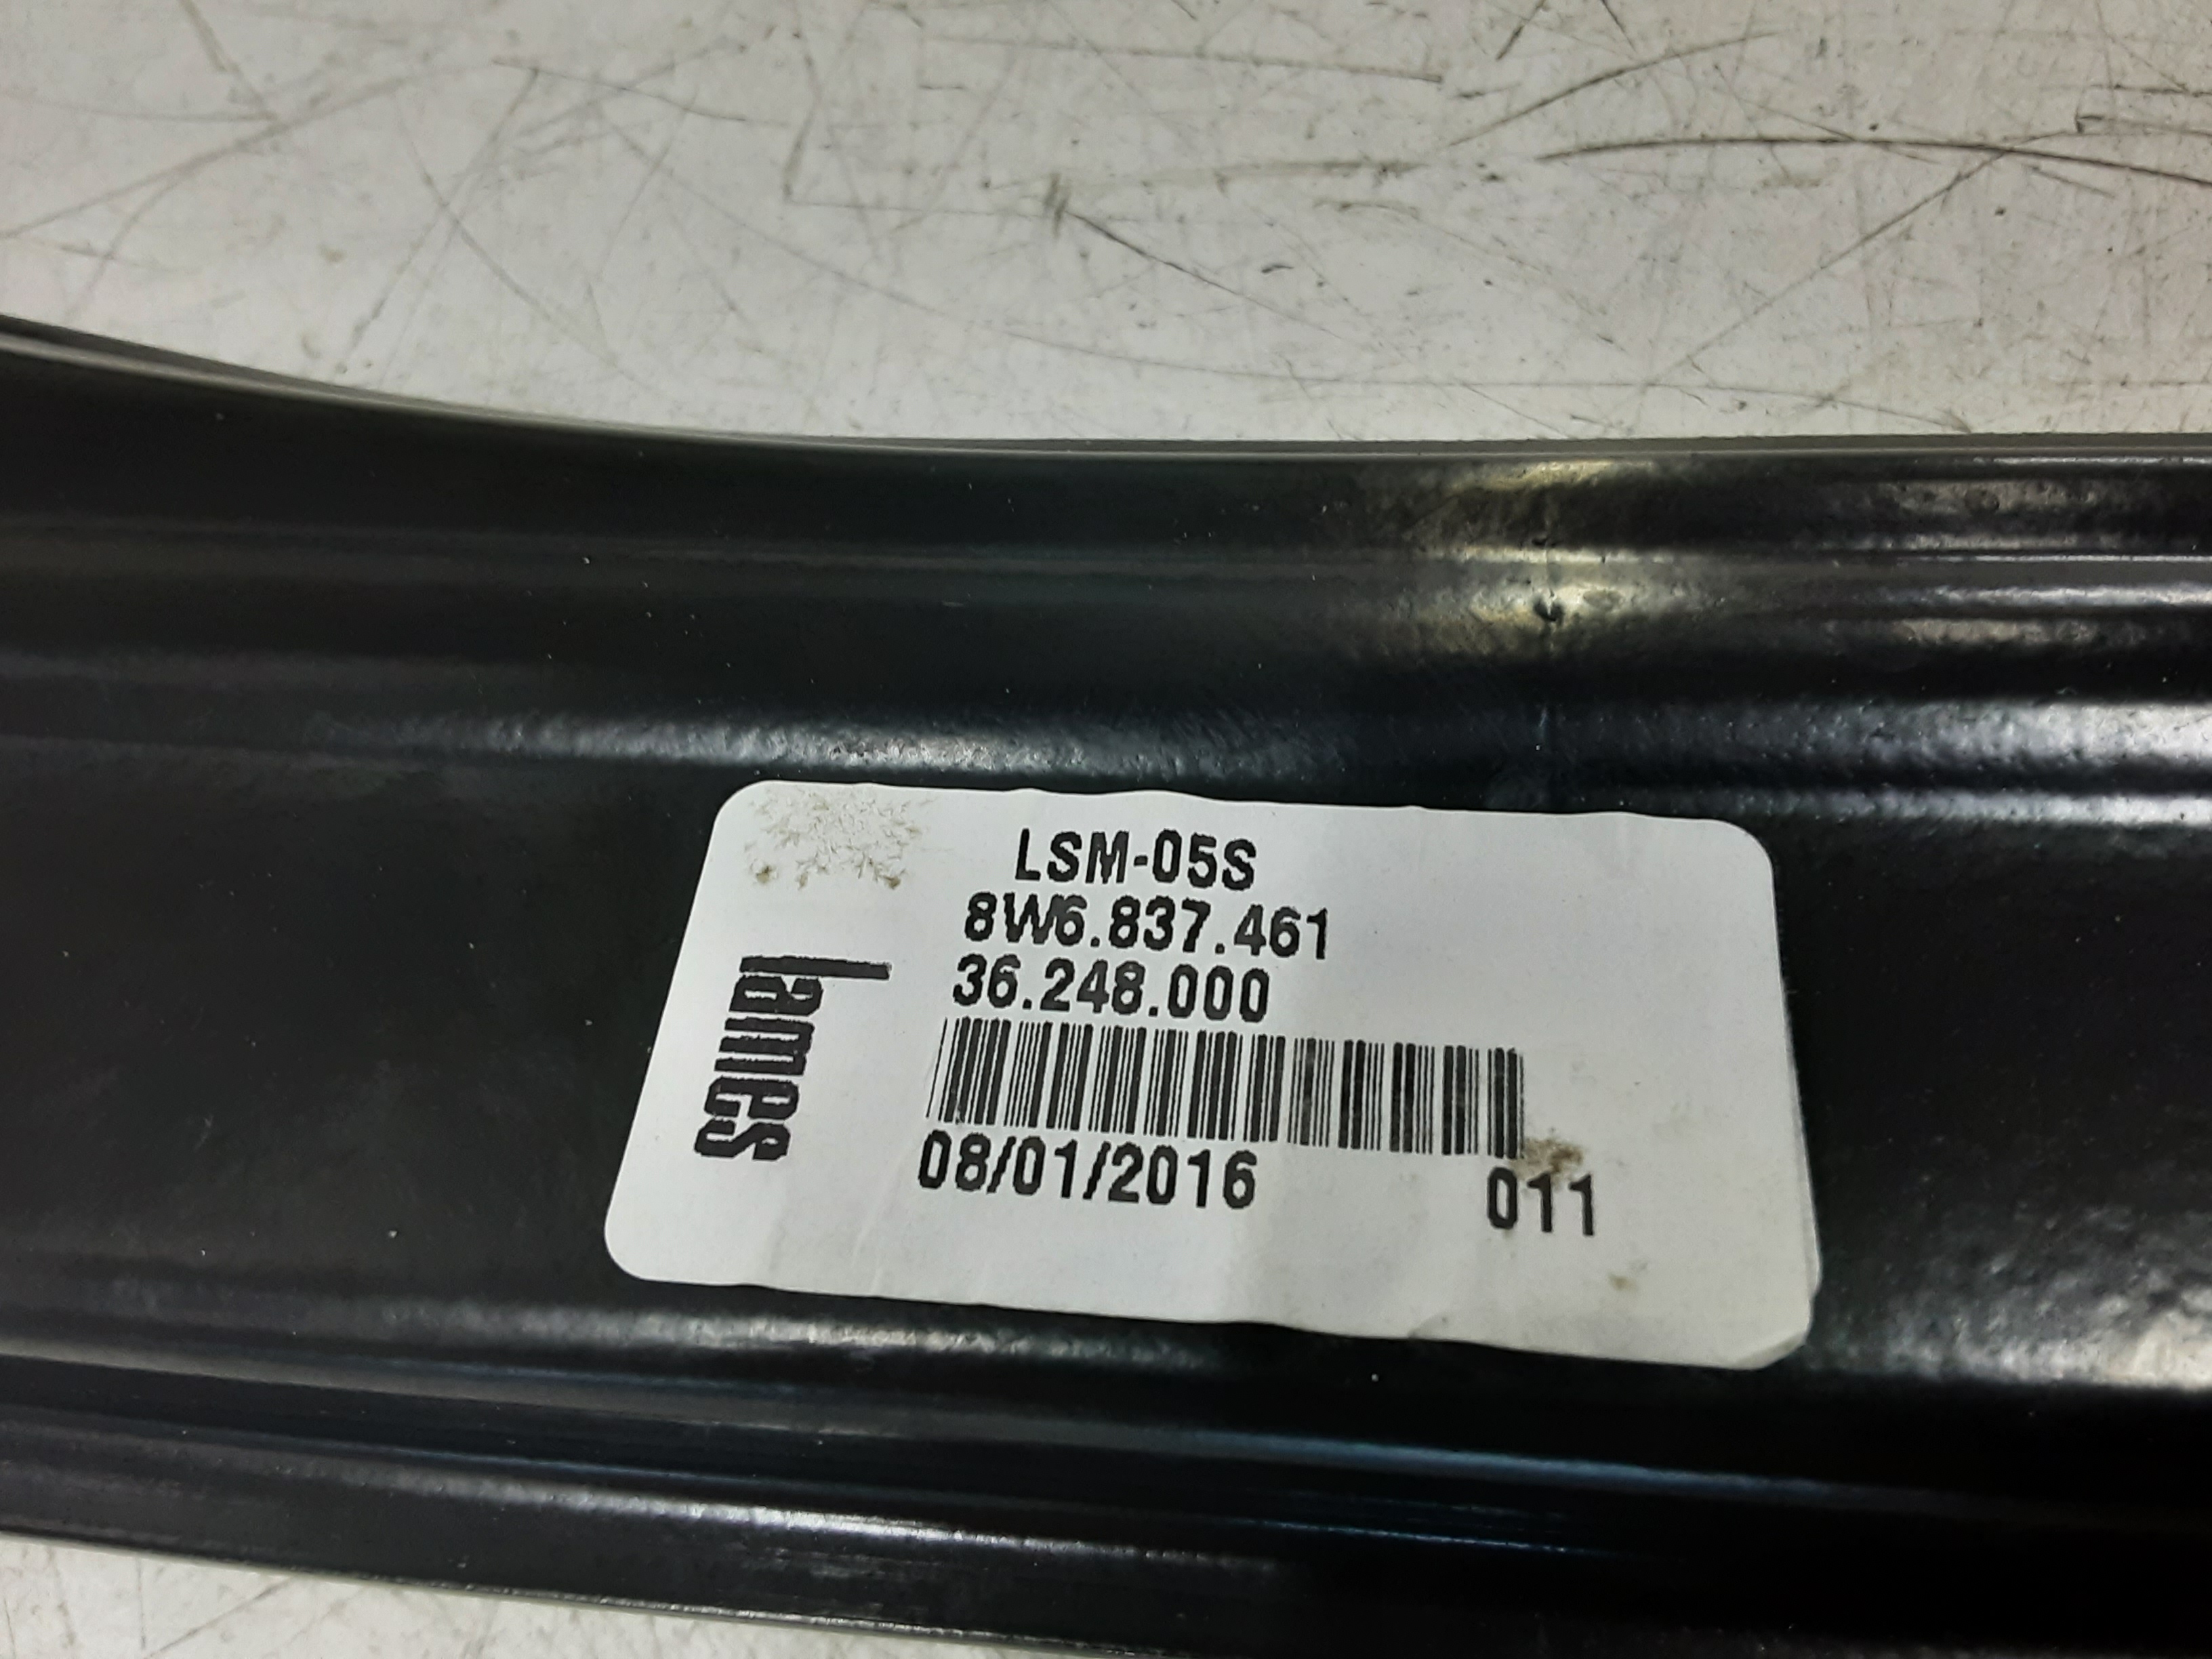 LSM-05S
8W6.837.461
36.248.000
lames
08/01/2016 011